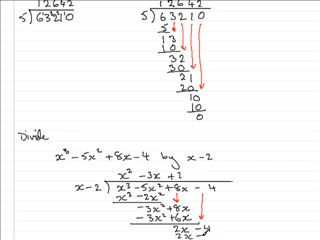 12642
5)63210
12642
5)63210
5
13
10
32
30
21
20
10
10
0
Divide
x³ - 5x² + 8x - 4 by x - 2
x² - 3x + 2
x - 2)x³ - 5x² + 8x - 4
x³ - 2x²
-3x² + 8x
-3x² + 6x
2x - 4
2x - 4